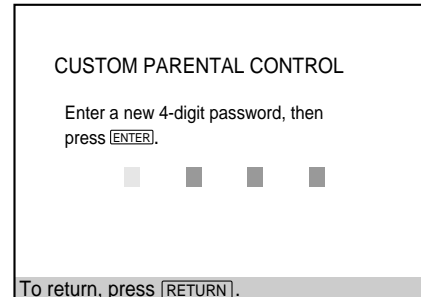 CUSTOM PARENTAL CONTROL
Enter a new 4-digit password, then
press ENTER.
To return, press RETURN.